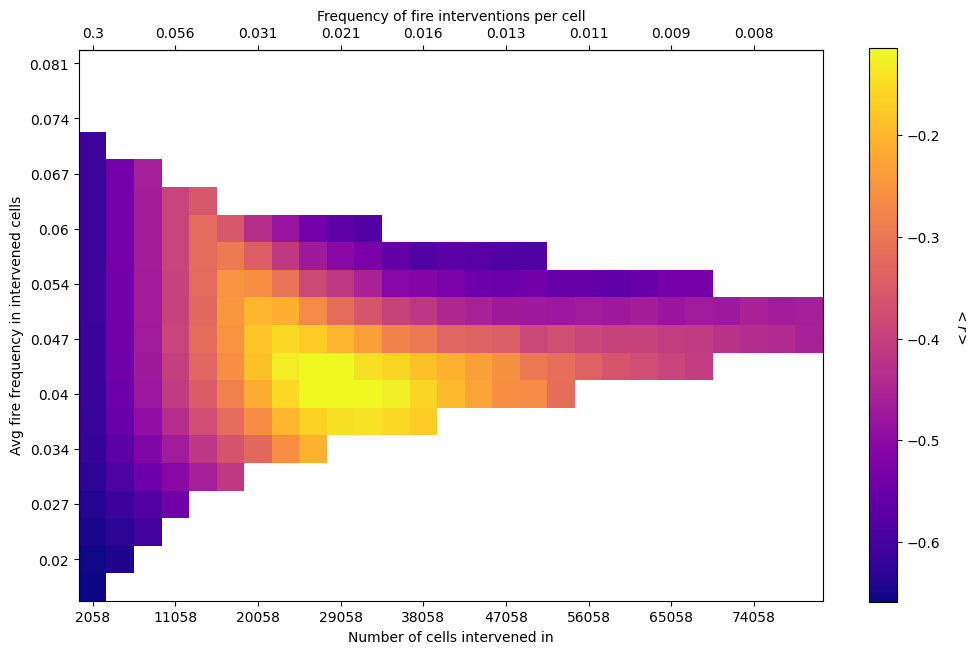 Frequency of fire interventions per cell
0.3 0.056 0.031 0.021 0.016 0.013 0.011 0.009 0.008
Avg fire frequency in intervened cells
0.081
0.074
0.067
0.06
0.054
0.047
0.04
0.034
0.027
0.02
2058 11058 20058 29058 38058 47058 56058 65058 74058
Number of cells intervened in
−0.2
−0.3
−0.4
−0.5
−0.6
< r >